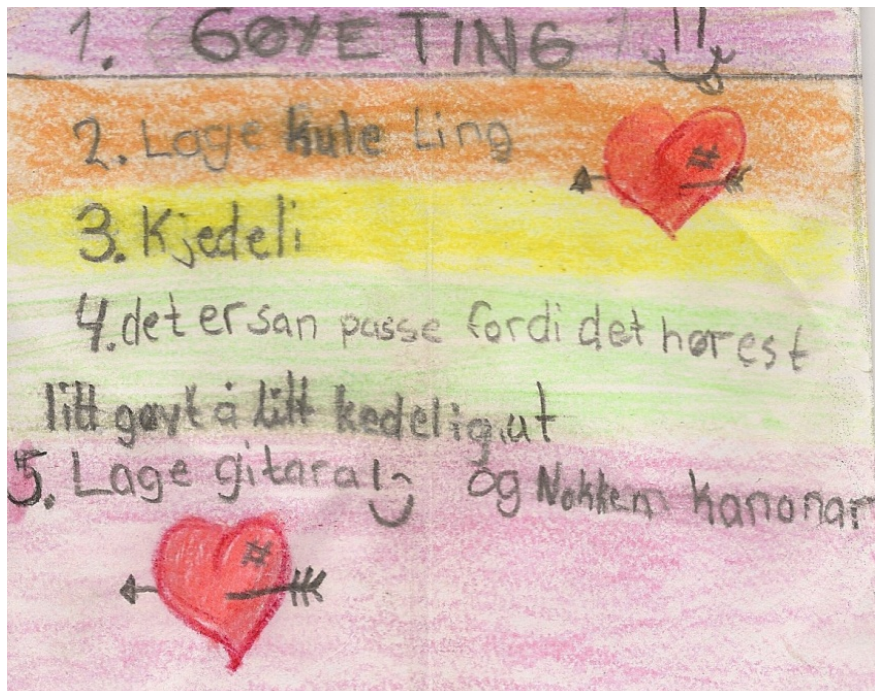 1. GØYE TING !!
2. Lage kule ting
3. Kjedeli
4. det er san passe fordi det hørest
litt gøyt å litt kedelig ut
5. Lage gitarar og Nokken kanonar